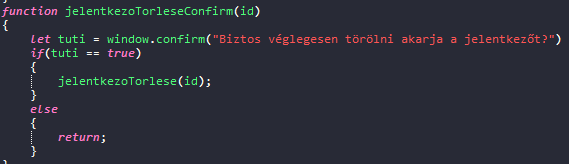 function jelentkezoTorleseConfirm(id)
{
let tuti = window.confirm("Biztos véglegesen törölni akarja a jelentkezőt?")
if(tuti == true)
{
jelentkezoTorlese(id);
}
else
{
return;
}